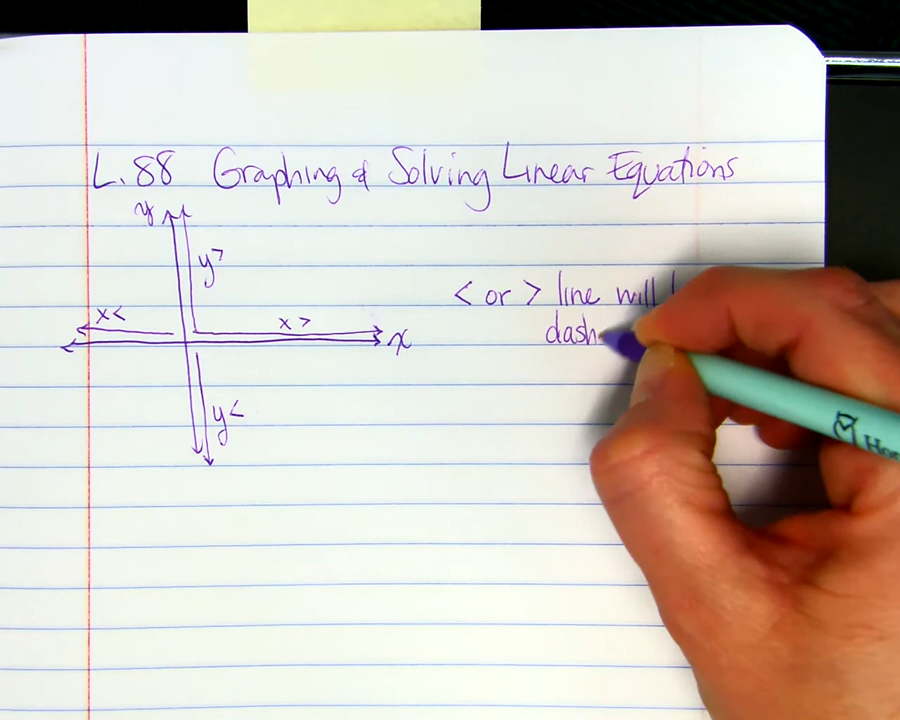 L.88 Graphing & Solving Linear Equations
y
y>
x<
x >
x
< or > line will
dash
y<